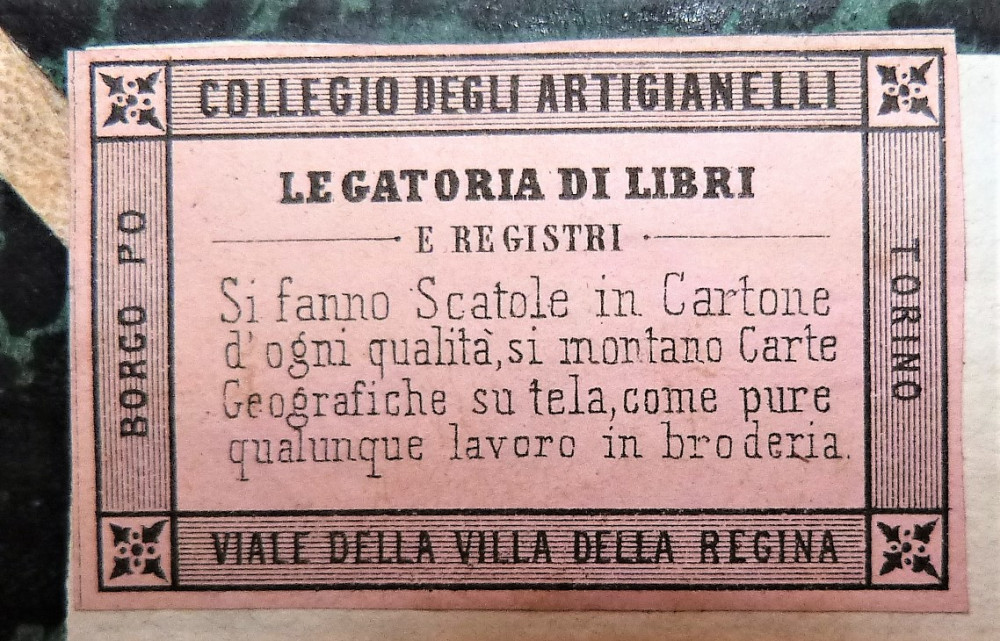 COLLEGIO DEGLI ARTIGIANELLI
LEGATORIA DI LIBRI
E REGISTRI
Si fanno Scatole in Cartone
d'ogni qualità, si montano Carte
Geografiche su tela, come pure
qualunque lavoro in broderia.
BORGO PO
TORINO
VIALE DELLA VILLA DELLA REGINA